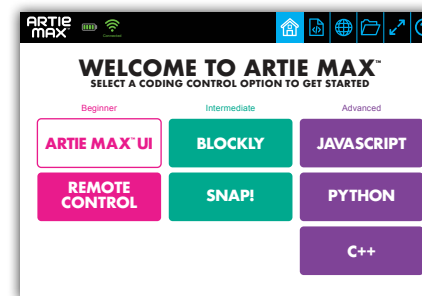 ARTIE
MAX™
Connected
WELCOME TO ARTIE MAX™
SELECT A CODING CONTROL OPTION TO GET STARTED
Beginner Intermediate Advanced
ARTIE MAX™ UI BLOCKLY JAVASCRIPT
REMOTE
CONTROL SNAP! PYTHON
C++